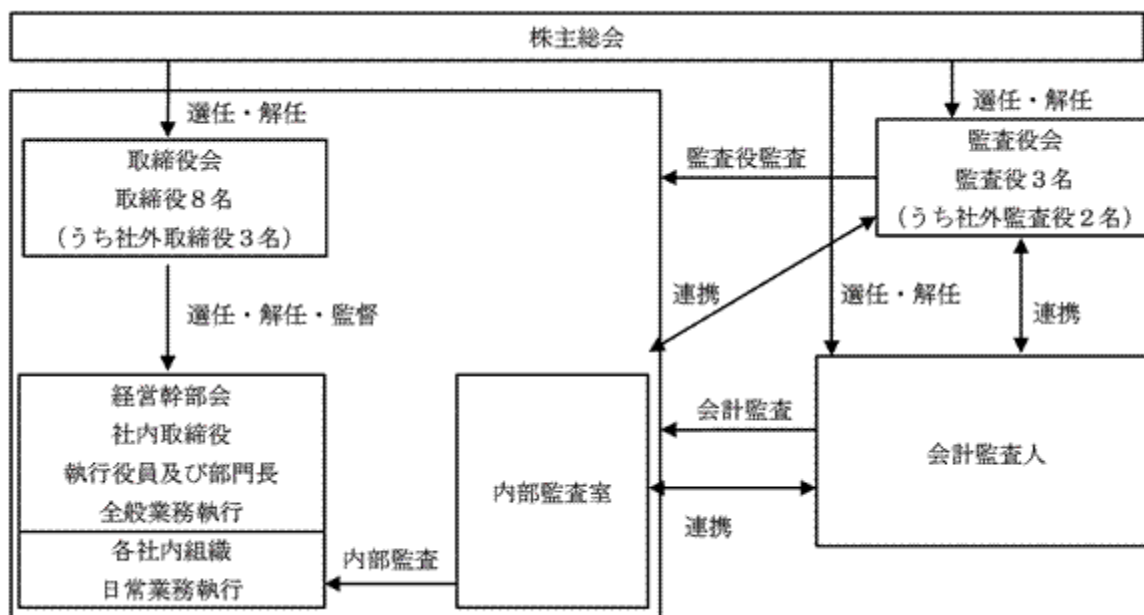 株主総会
選任・解任
選任・解任
取締役会
取締役８名
（うち社外取締役３名）
監査役監査
監査役会
監査役３名
（うち社外監査役２名）
選任・解任・監督
連携
選任・解任
連携
経営幹部会
社内取締役
執行役員及び部門長
全般業務執行
各社内組織
日常業務執行
内部監査
内部監査室
会計監査
連携
会計監査人